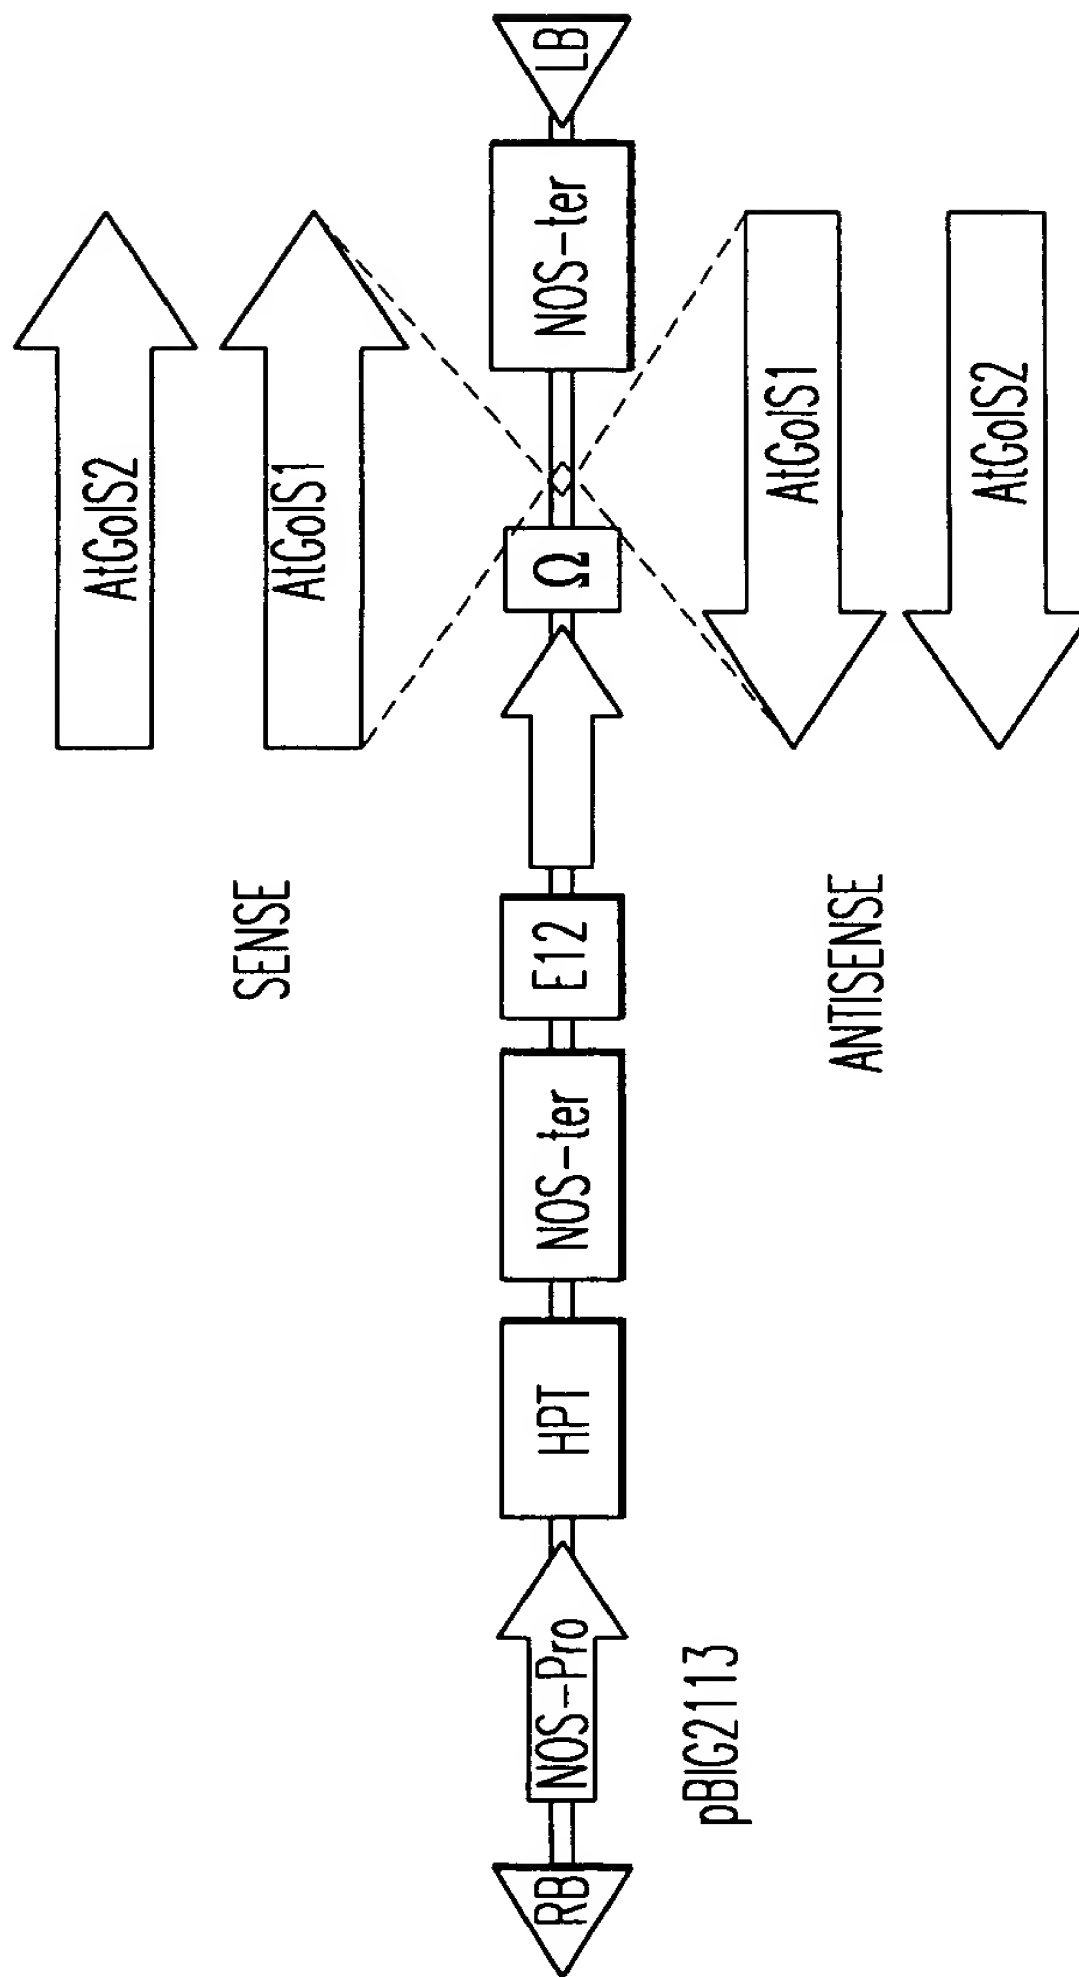 AtGolS2
AtGolS1
SENSE
RB
NOS-Pro
HPT
NOS-ter
E12
Ω
NOS-ter
LB
pBIG2113
ANTISENSE
AtGolS1
AtGolS2